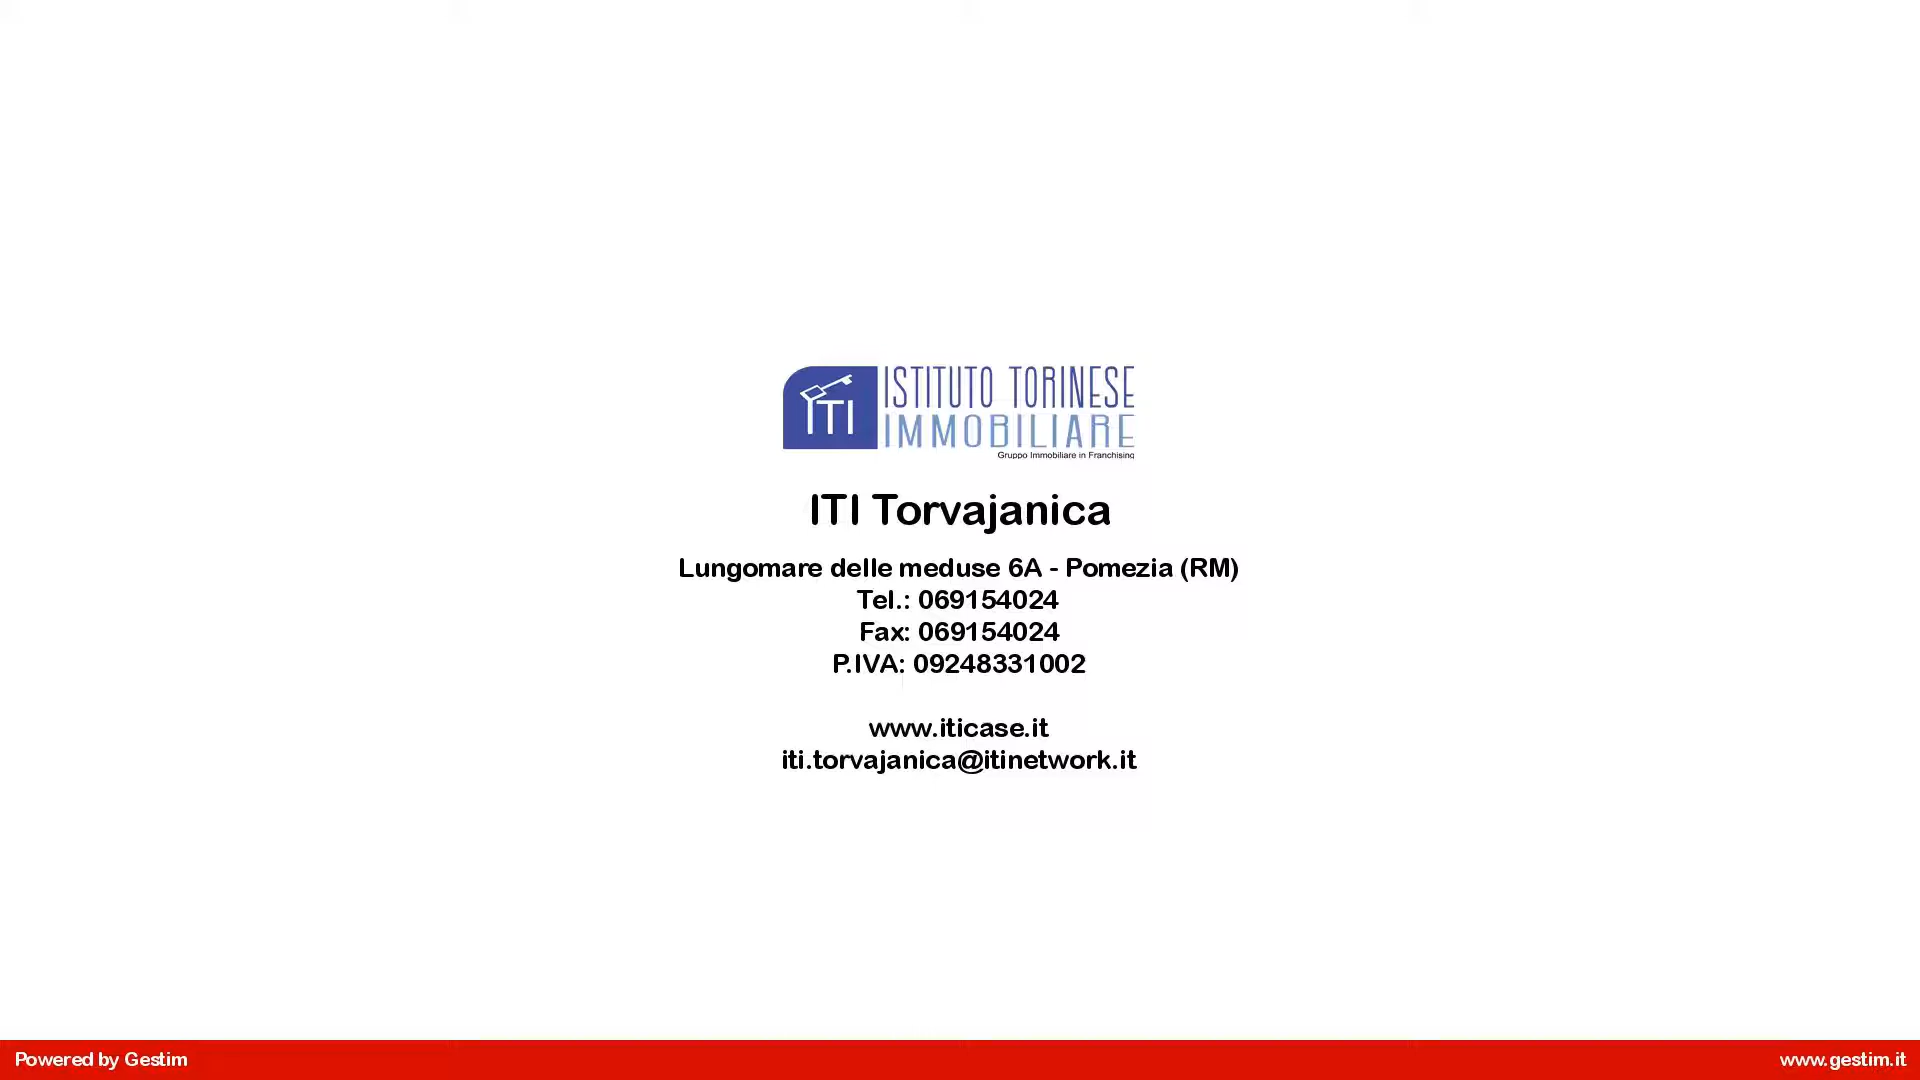 ITI
ISTITUTO TORINESE
IMMOBILIARE
Gruppo Immobiliare in Franchising
ITI Torvajanica
Lungomare delle meduse 6A - Pomezia (RM)
Tel.: 069154024
Fax: 069154024
P.IVA: 09248331002
www.iticase.it
iti.torvajanica@itinetwork.it
Powered by Gestim
www.gestim.it